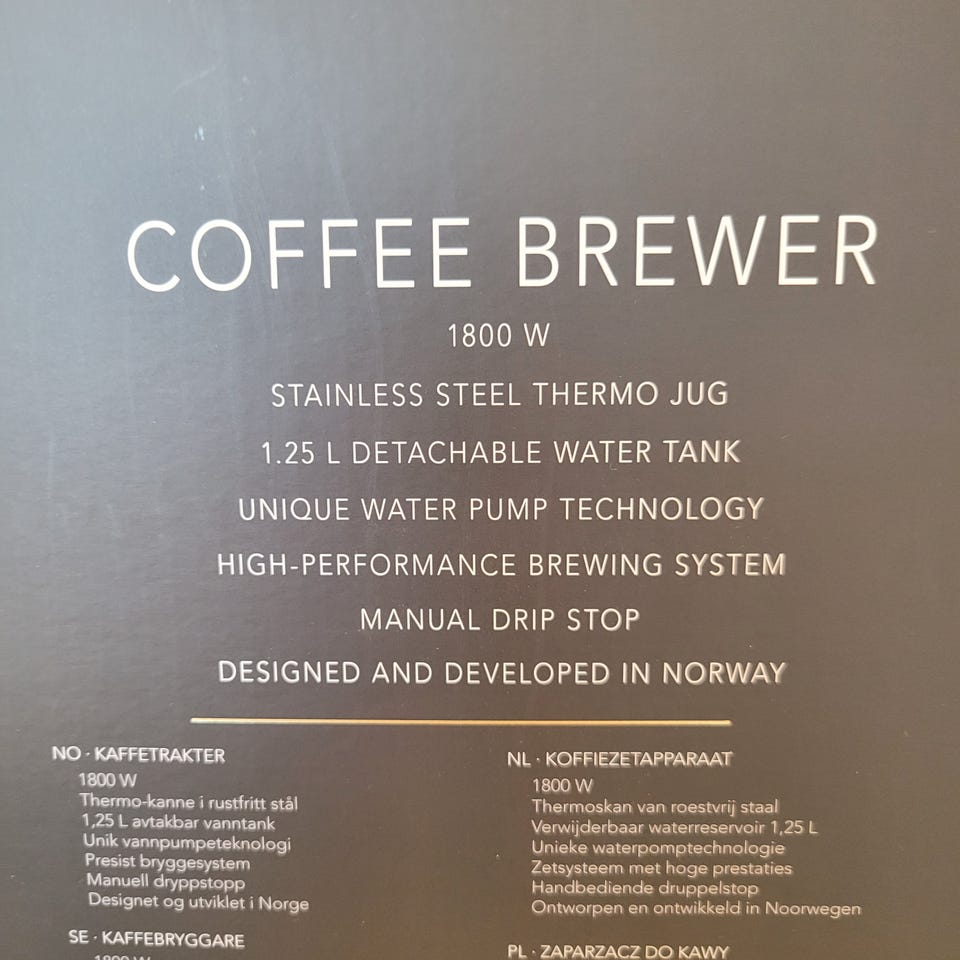 COFFEE BREWER
1800 W
STAINLESS STEEL THERMO JUG
1.25 L DETACHABLE WATER TANK
UNIQUE WATER PUMP TECHNOLOGY
HIGH-PERFORMANCE BREWING SYSTEM
MANUAL DRIP STOP
DESIGNED AND DEVELOPED IN NORWAY
NO · KAFFETRAKTER
1800 W
Thermo-kanne i rustfritt stål
1,25 L avtakbar vanntank
Unik vannpumpeteknologi
Presist bryggesystem
Manuell dryppstopp
Designet og utviklet i Norge
SE · KAFFEBRYGGARE
1800 W
NL · KOFFIEZETAPPARAAT
1800 W
Thermoskan van roestvrij staal
Verwijderbaar waterreservoir 1,25 L
Unieke waterpomptechnologie
Zetsysteem met hoge prestaties
Handbediende druppelstop
Ontworpen en ontwikkeld in Noorwegen
PL · ZAPARZACZ DO KAWY